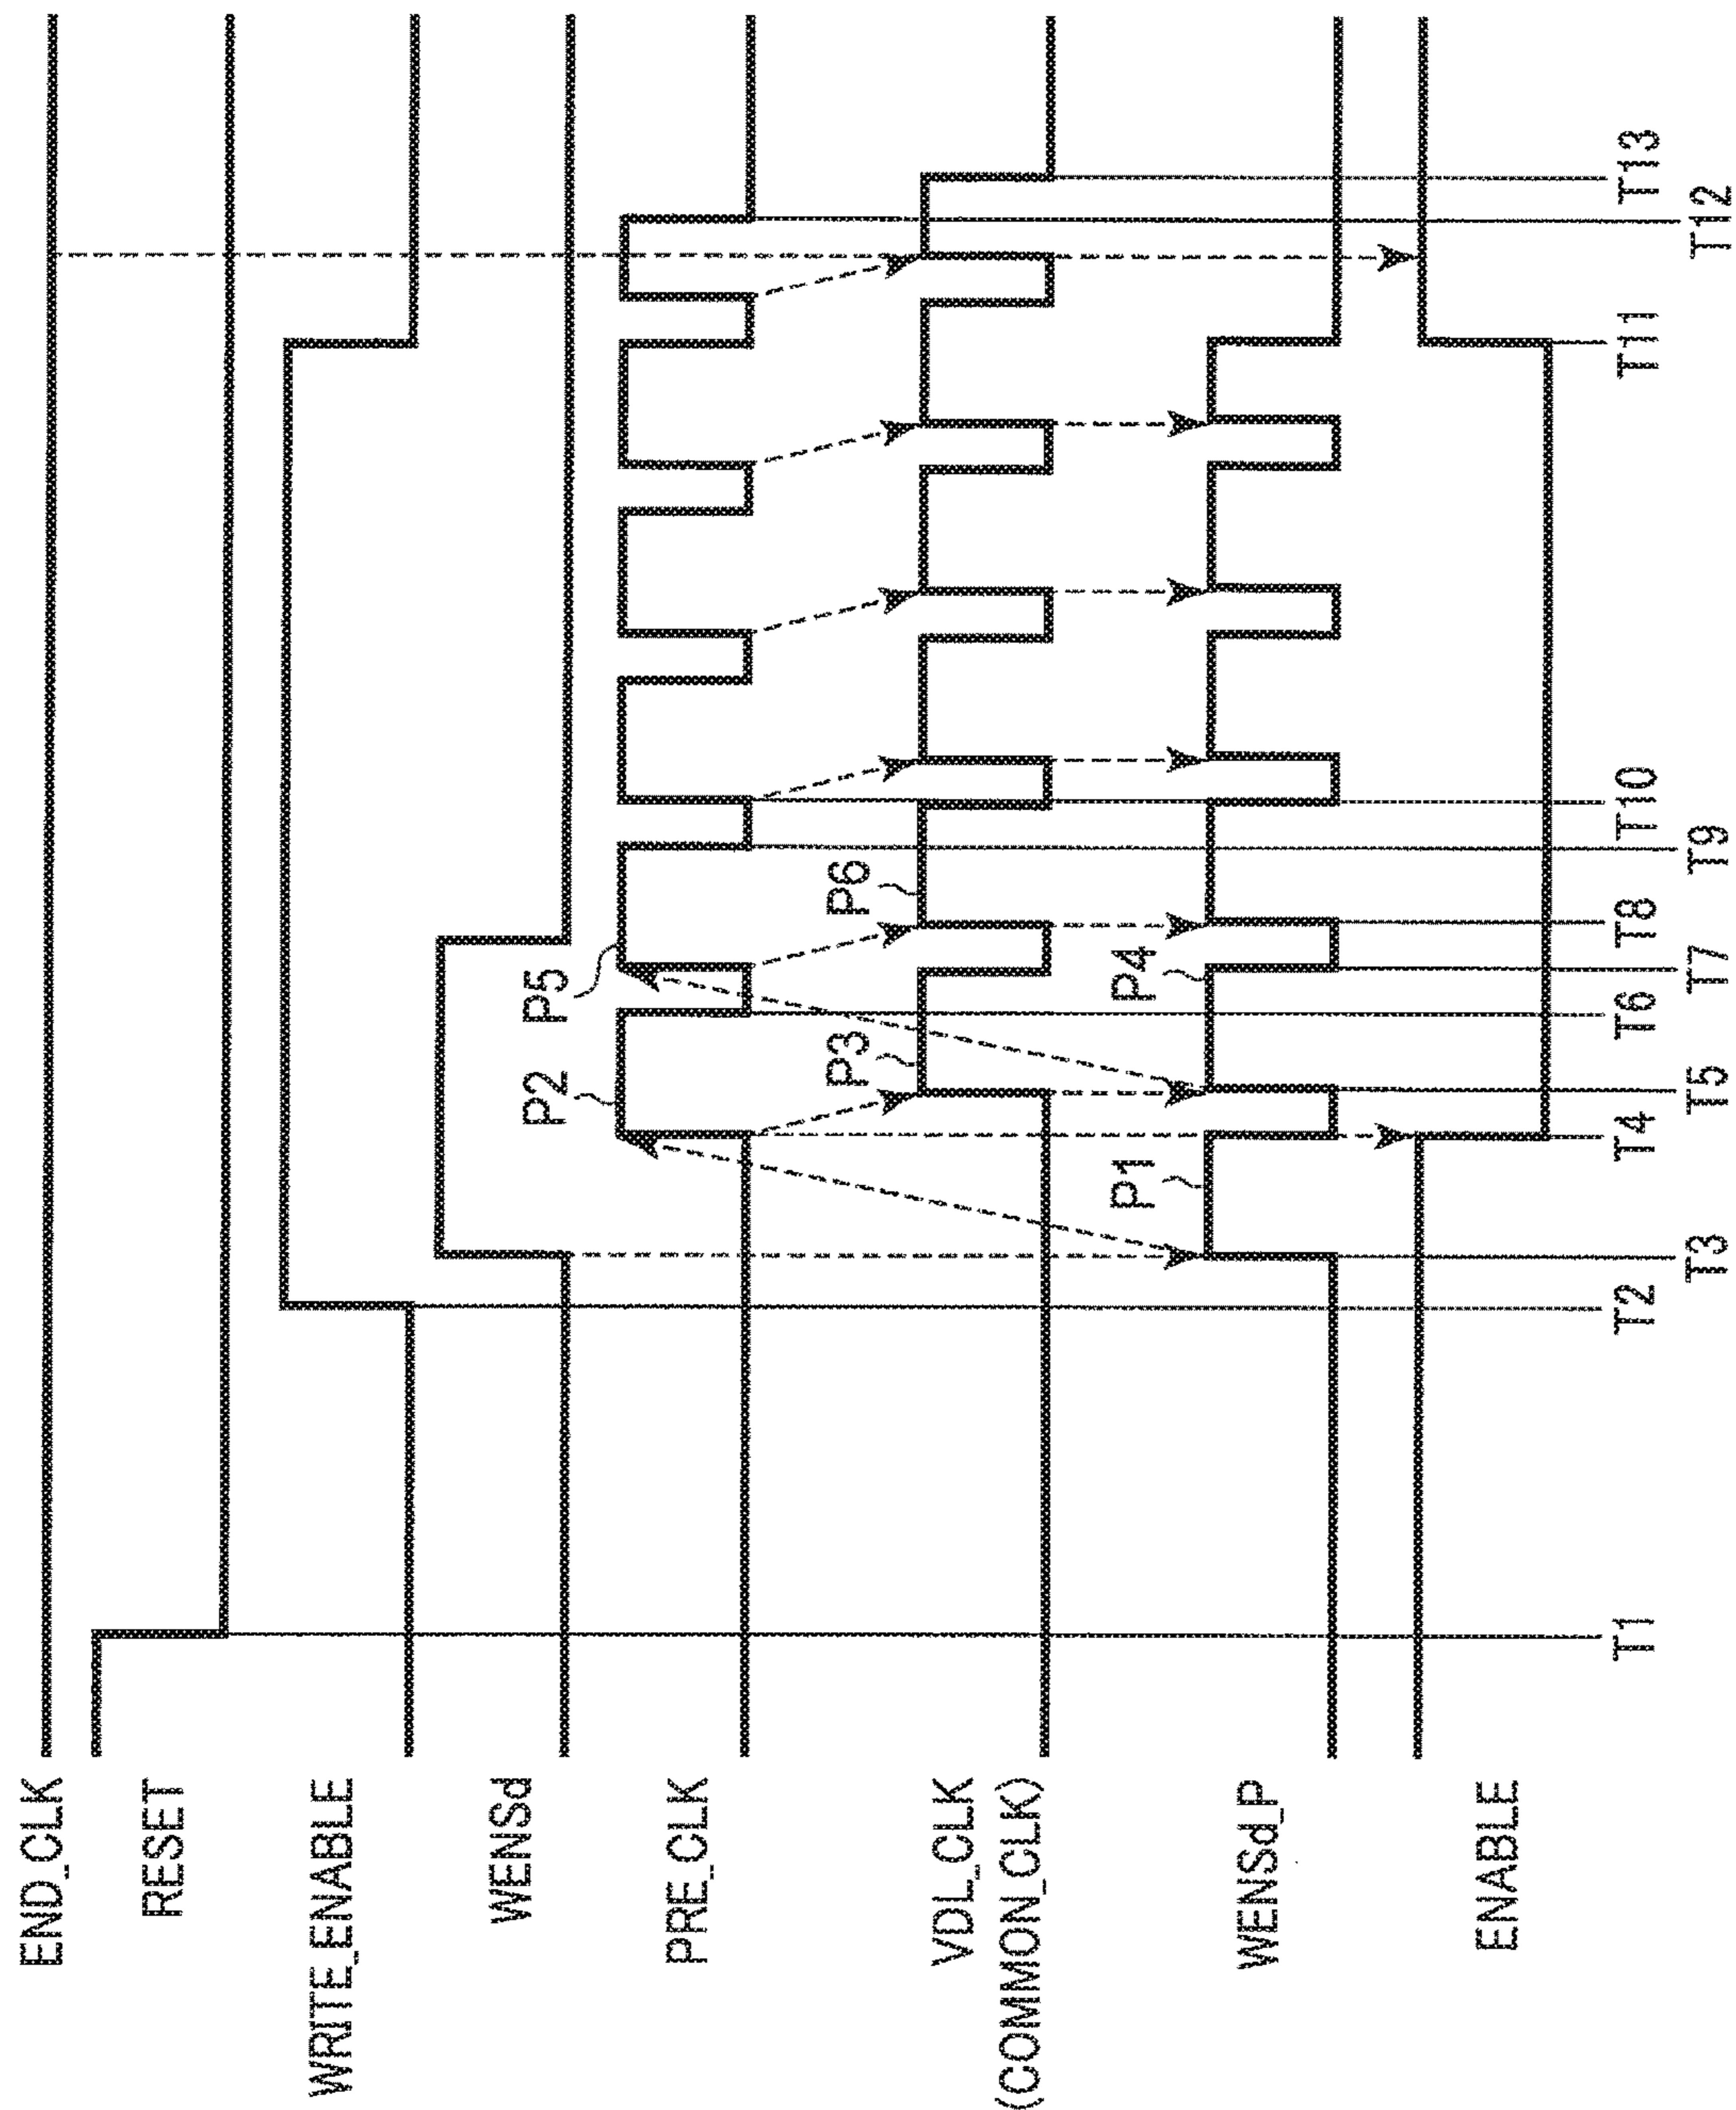 END_CLK
RESET
WRITE_ENABLE
WENSd
PRE_CLK
P2
P5
VDL_CLK
(COMMON_CLK)
P3
P6
WENSd_P
P1
P4
ENABLE
T1
T2
T3
T4
T5
T6
T7
T8
T9
T10
T11
T12
T13